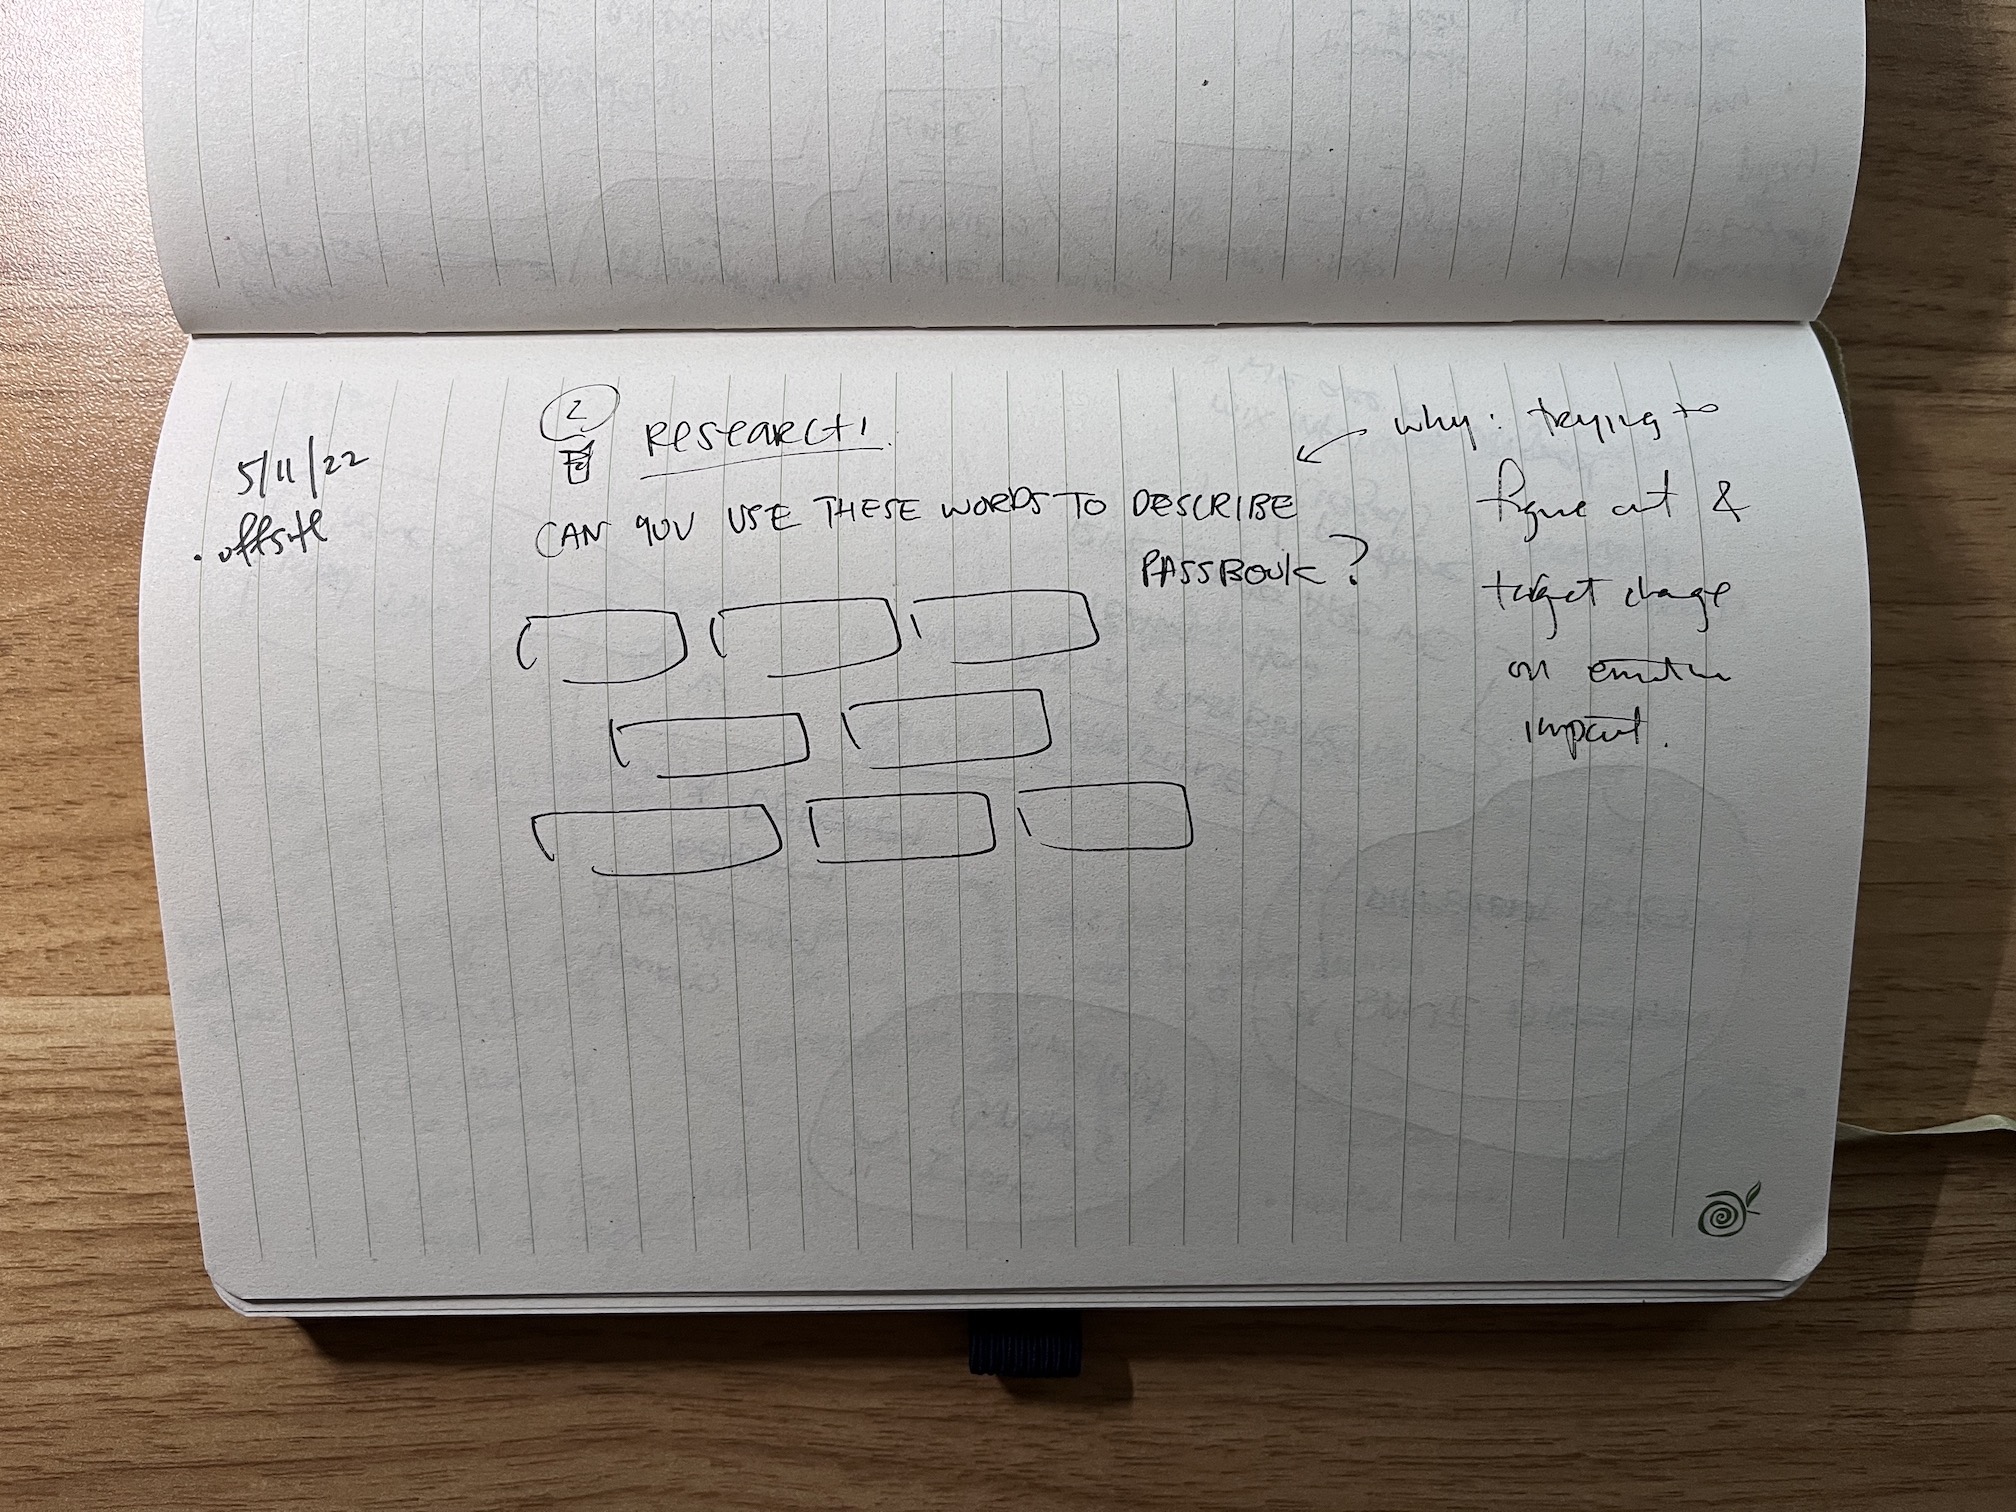 5/11/22
. offsite
2
RESEARCH
CAN YOU USE THESE WORDS TO DESCRIBE
PASSBOOK?
why: trying to
figure out &
target change
on emotive
impact.